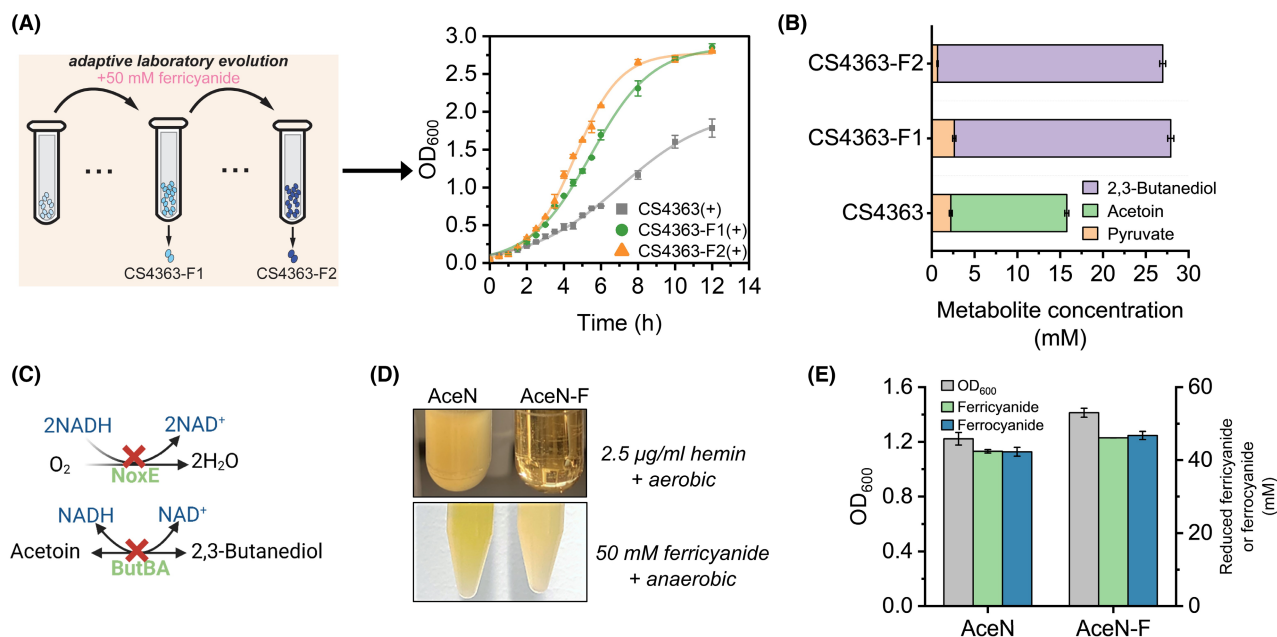 (A)
adaptive laboratory evolution
+50 mM ferricyanide
...
...
CS4363-F1
CS4363-F2
3.0
2.5
2.0
1.5
1.0
0.5
0.0
OD600
0 2 4 6 8 10 12 14
Time (h)
CS4363(+)
CS4363-F1(+)
CS4363-F2(+)
(B)
CS4363-F2
CS4363-F1
CS4363
2,3-Butanediol
Acetoin
Pyruvate
0 5 10 15 20 25 30
Metabolite concentration
(mM)
(C)
2NADH 2NAD+
O2 2H2O
NoxE
NADH NAD+
Acetoin 2,3-Butanediol
ButBA
(D)
AceN AceN-F
2.5 µg/ml hemin
+ aerobic
50 mM ferricyanide
+ anaerobic
(E)
1.6
1.2
0.8
0.4
0.0
OD600
OD600
Ferricyanide
Ferrocyanide
60
40
20
0
Reduced ferricyanide
or ferrocyanide
(mM)
AceN AceN-F